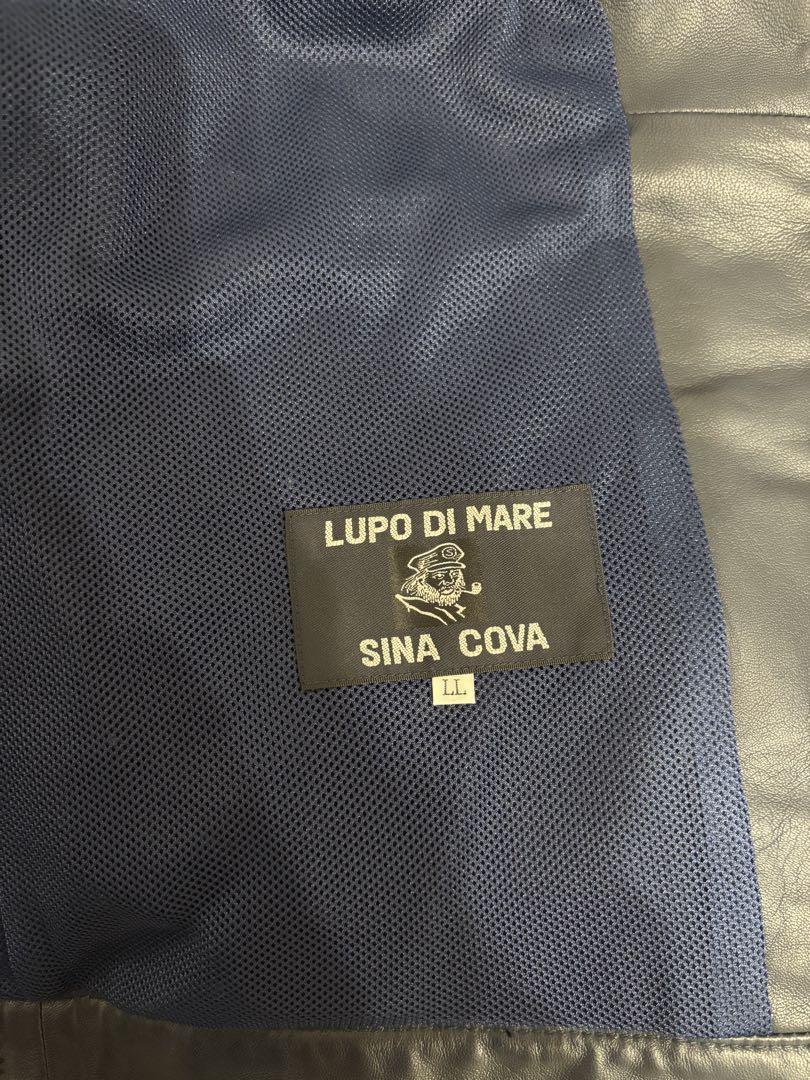 LUPO DI MARE
S
SINA COVA
LL